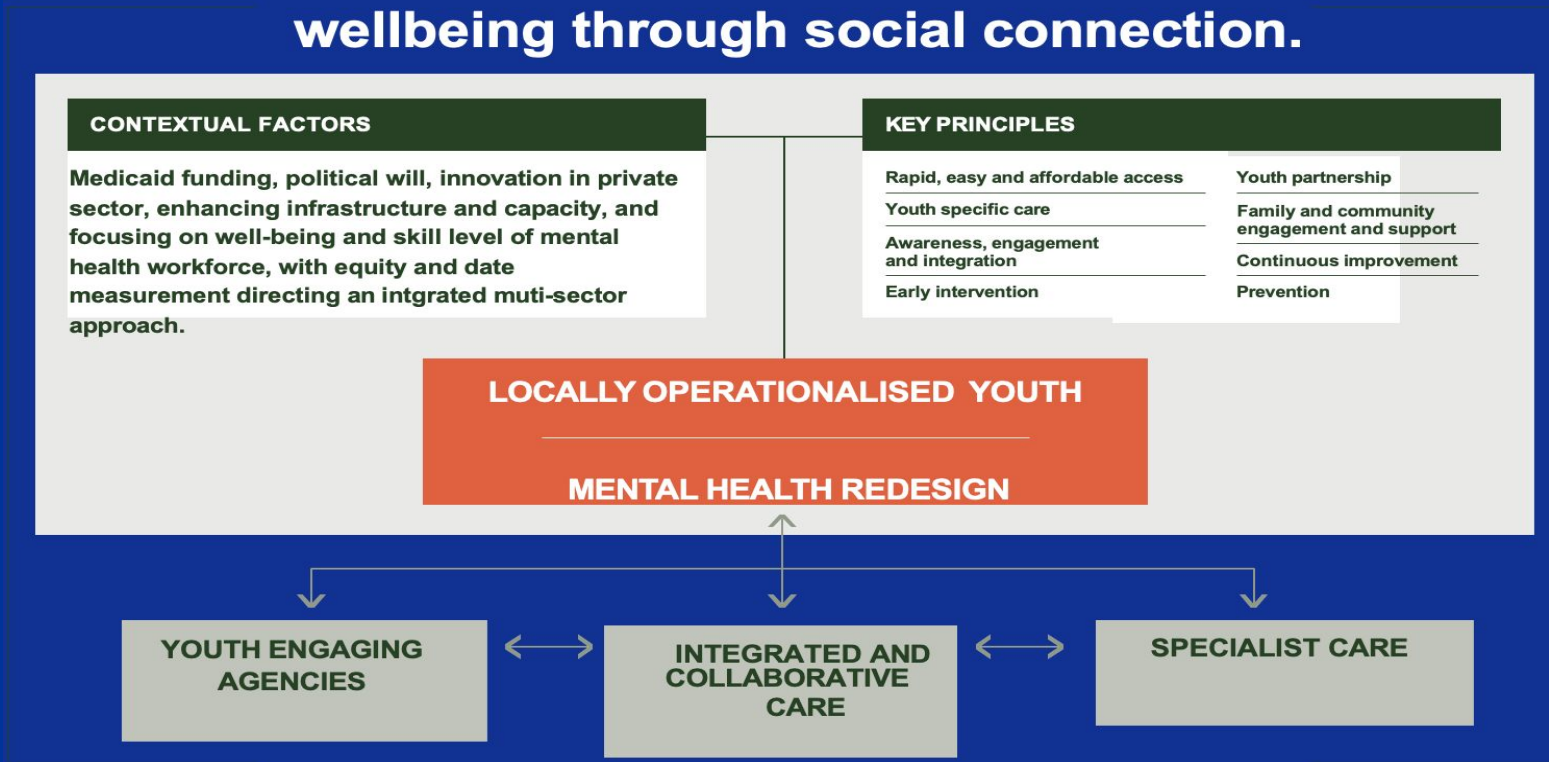 wellbeing through social connection.
CONTEXTUAL FACTORS
Medicaid funding, political will, innovation in private
sector, enhancing infrastructure and capacity, and
focusing on well-being and skill level of mental
health workforce, with equity and date
measurement directing an intgrated muti-sector
approach.
KEY PRINCIPLES
Rapid, easy and affordable access
Youth specific care
Awareness, engagement
and integration
Early intervention
Youth partnership
Family and community
engagement and support
Continuous improvement
Prevention
LOCALLY OPERATIONALISED YOUTH
MENTAL HEALTH REDESIGN
YOUTH ENGAGING
AGENCIES
INTEGRATED AND
COLLABORATIVE
CARE
SPECIALIST CARE